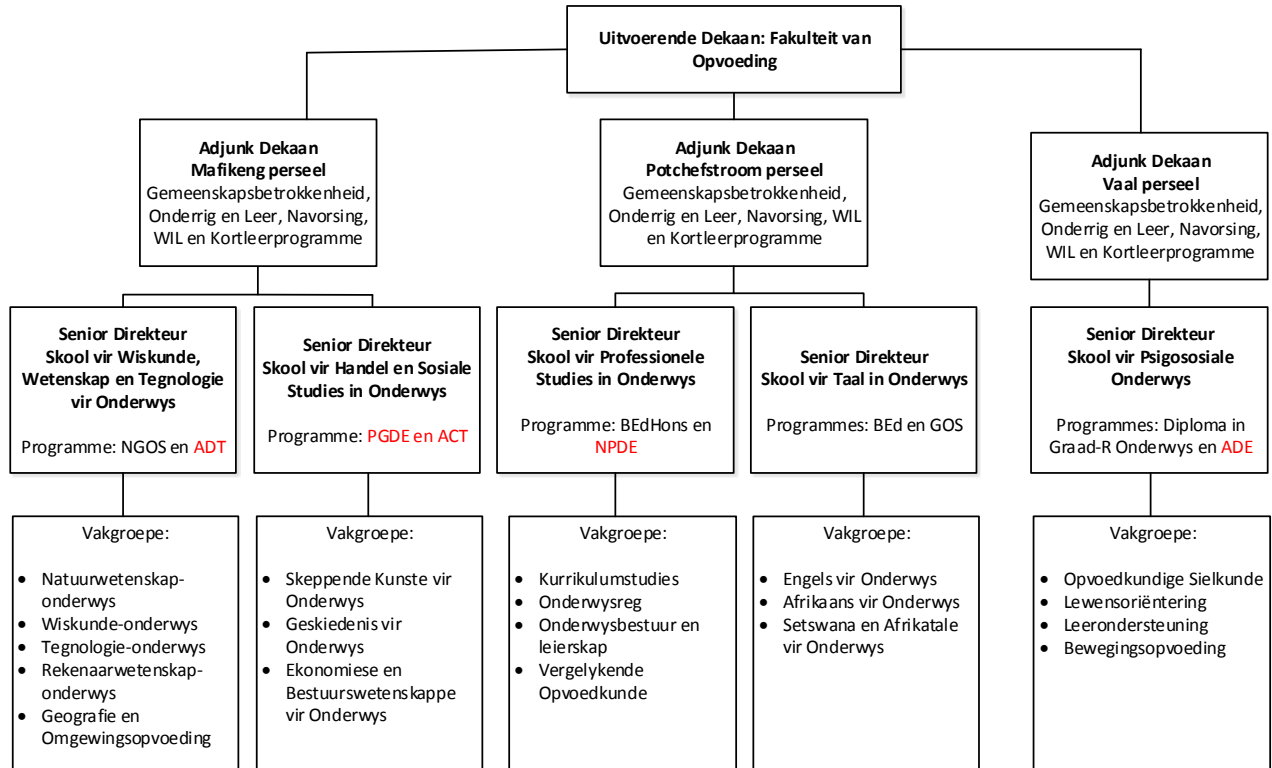 Uitvoerende Dekaan: Fakulteit van
Opvoeding
Adjunk Dekaan
Mafikeng perseel
Gemeenskapsbetrokkenheid,
Onderrig en Leer, Navorsing,
WIL en Kortleerprogramme
Adjunk Dekaan
Potchefstroom perseel
Gemeenskapsbetrokkenheid,
Onderrig en Leer, Navorsing, WIL
en Kortleerprogramme
Adjunk Dekaan
Vaal perseel
Gemeenskapsbetrokkenheid,
Onderrig en Leer, Navorsing,
WIL en Kortleerprogramme
Senior Direkteur
Skool vir Wiskunde,
Wetenskap en Tegnologie
vir Onderwys
Programme: NGOS en ADT
Senior Direkteur
Skool vir Handel en Sosiale
Studies in Onderwys
Programme: PGDE en ACT
Senior Direkteur
Skool vir Professionele
Studies in Onderwys
Programme: BEdHons en
NPDE
Senior Direkteur
Skool vir Taal in Onderwys
Programmes: BEd en GOS
Senior Direkteur
Skool vir Psigososiale
Onderwys
Programmes: Diploma in
Graad-R Onderwys en ADE
Vakgroepe:
• Natuurwetenskap-
onderwys
• Wiskunde-onderwys
• Tegnologie-onderwys
• Rekenaarwetenskap-
onderwys
• Geografie en
Omgewingsopvoeding
Vakgroepe:
• Skeppende Kunste vir
Onderwys
• Geskiedenis vir
Onderwys
• Ekonomiese en
Bestuurswetenskappe
vir Onderwys
Vakgroepe:
• Kurrikulumstudies
• Onderwysreg
• Onderwysbestuur en
leierskap
• Vergelykende
Opvoedkunde
Vakgroepe:
• Engels vir Onderwys
• Afrikaans vir Onderwys
• Setswana en Afrikatale
vir Onderwys
Vakgroepe:
• Opvoedkundige Sielkunde
• Lewensoriëntering
• Leerondersteuning
• Bewegingsopvoeding